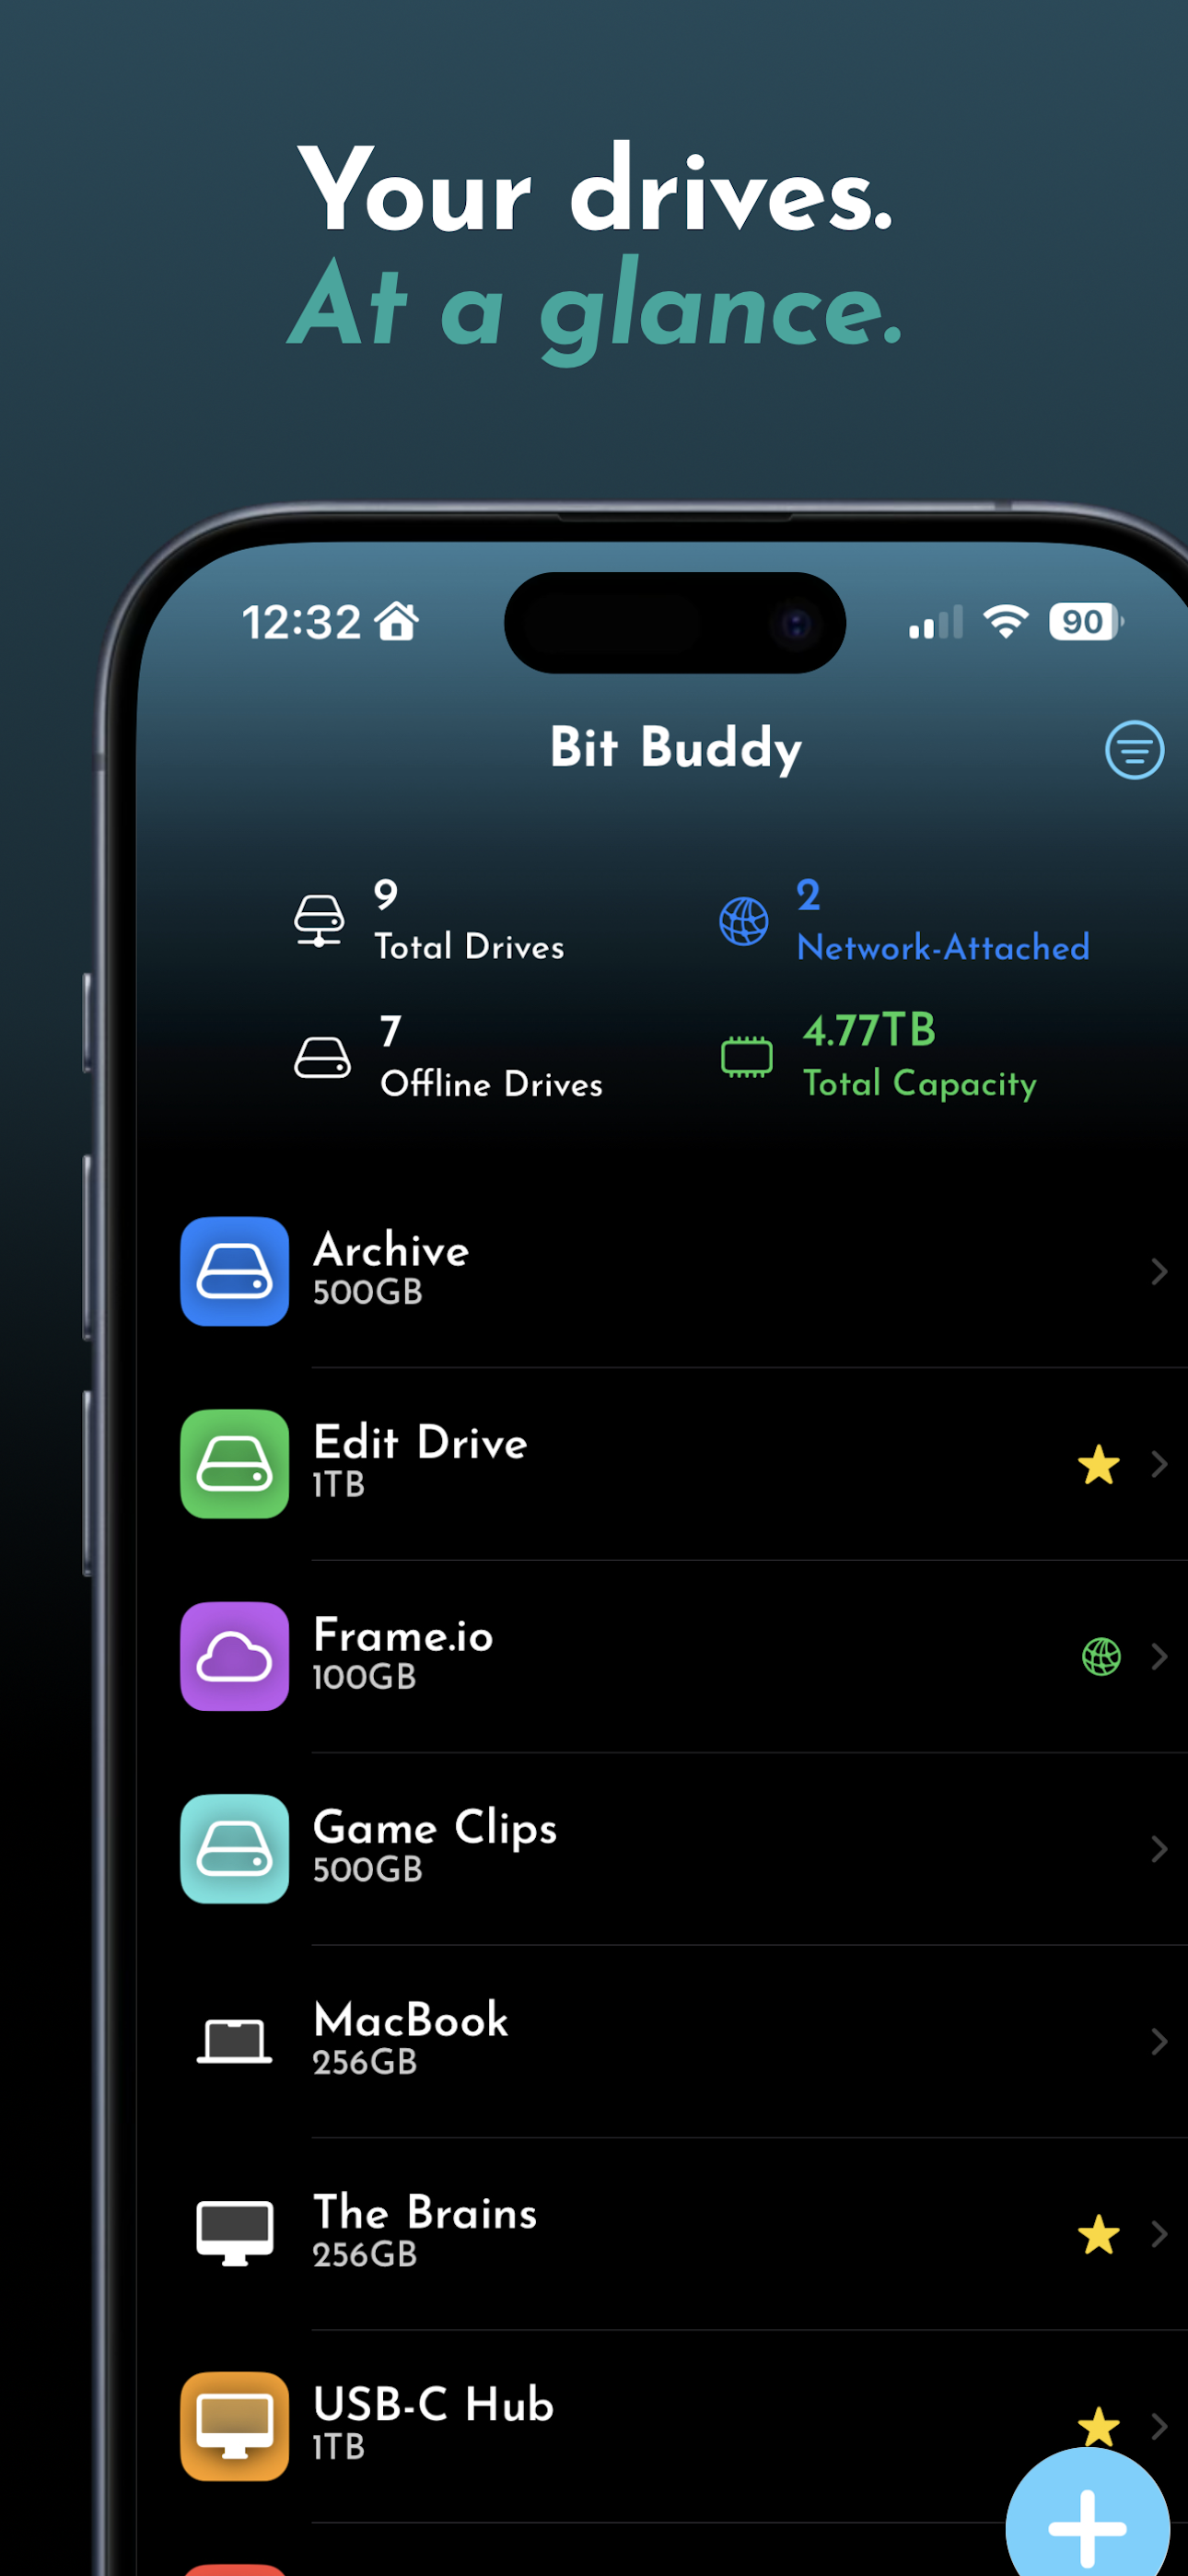 Your drives.
At a glance.
12:32
90
Bit Buddy
9
Total Drives
2
Network-Attached
7
Offline Drives
4.77TB
Total Capacity
Archive
500GB
Edit Drive
1TB
Frame.io
100GB
Game Clips
500GB
MacBook
256GB
The Brains
256GB
USB-C Hub
1TB